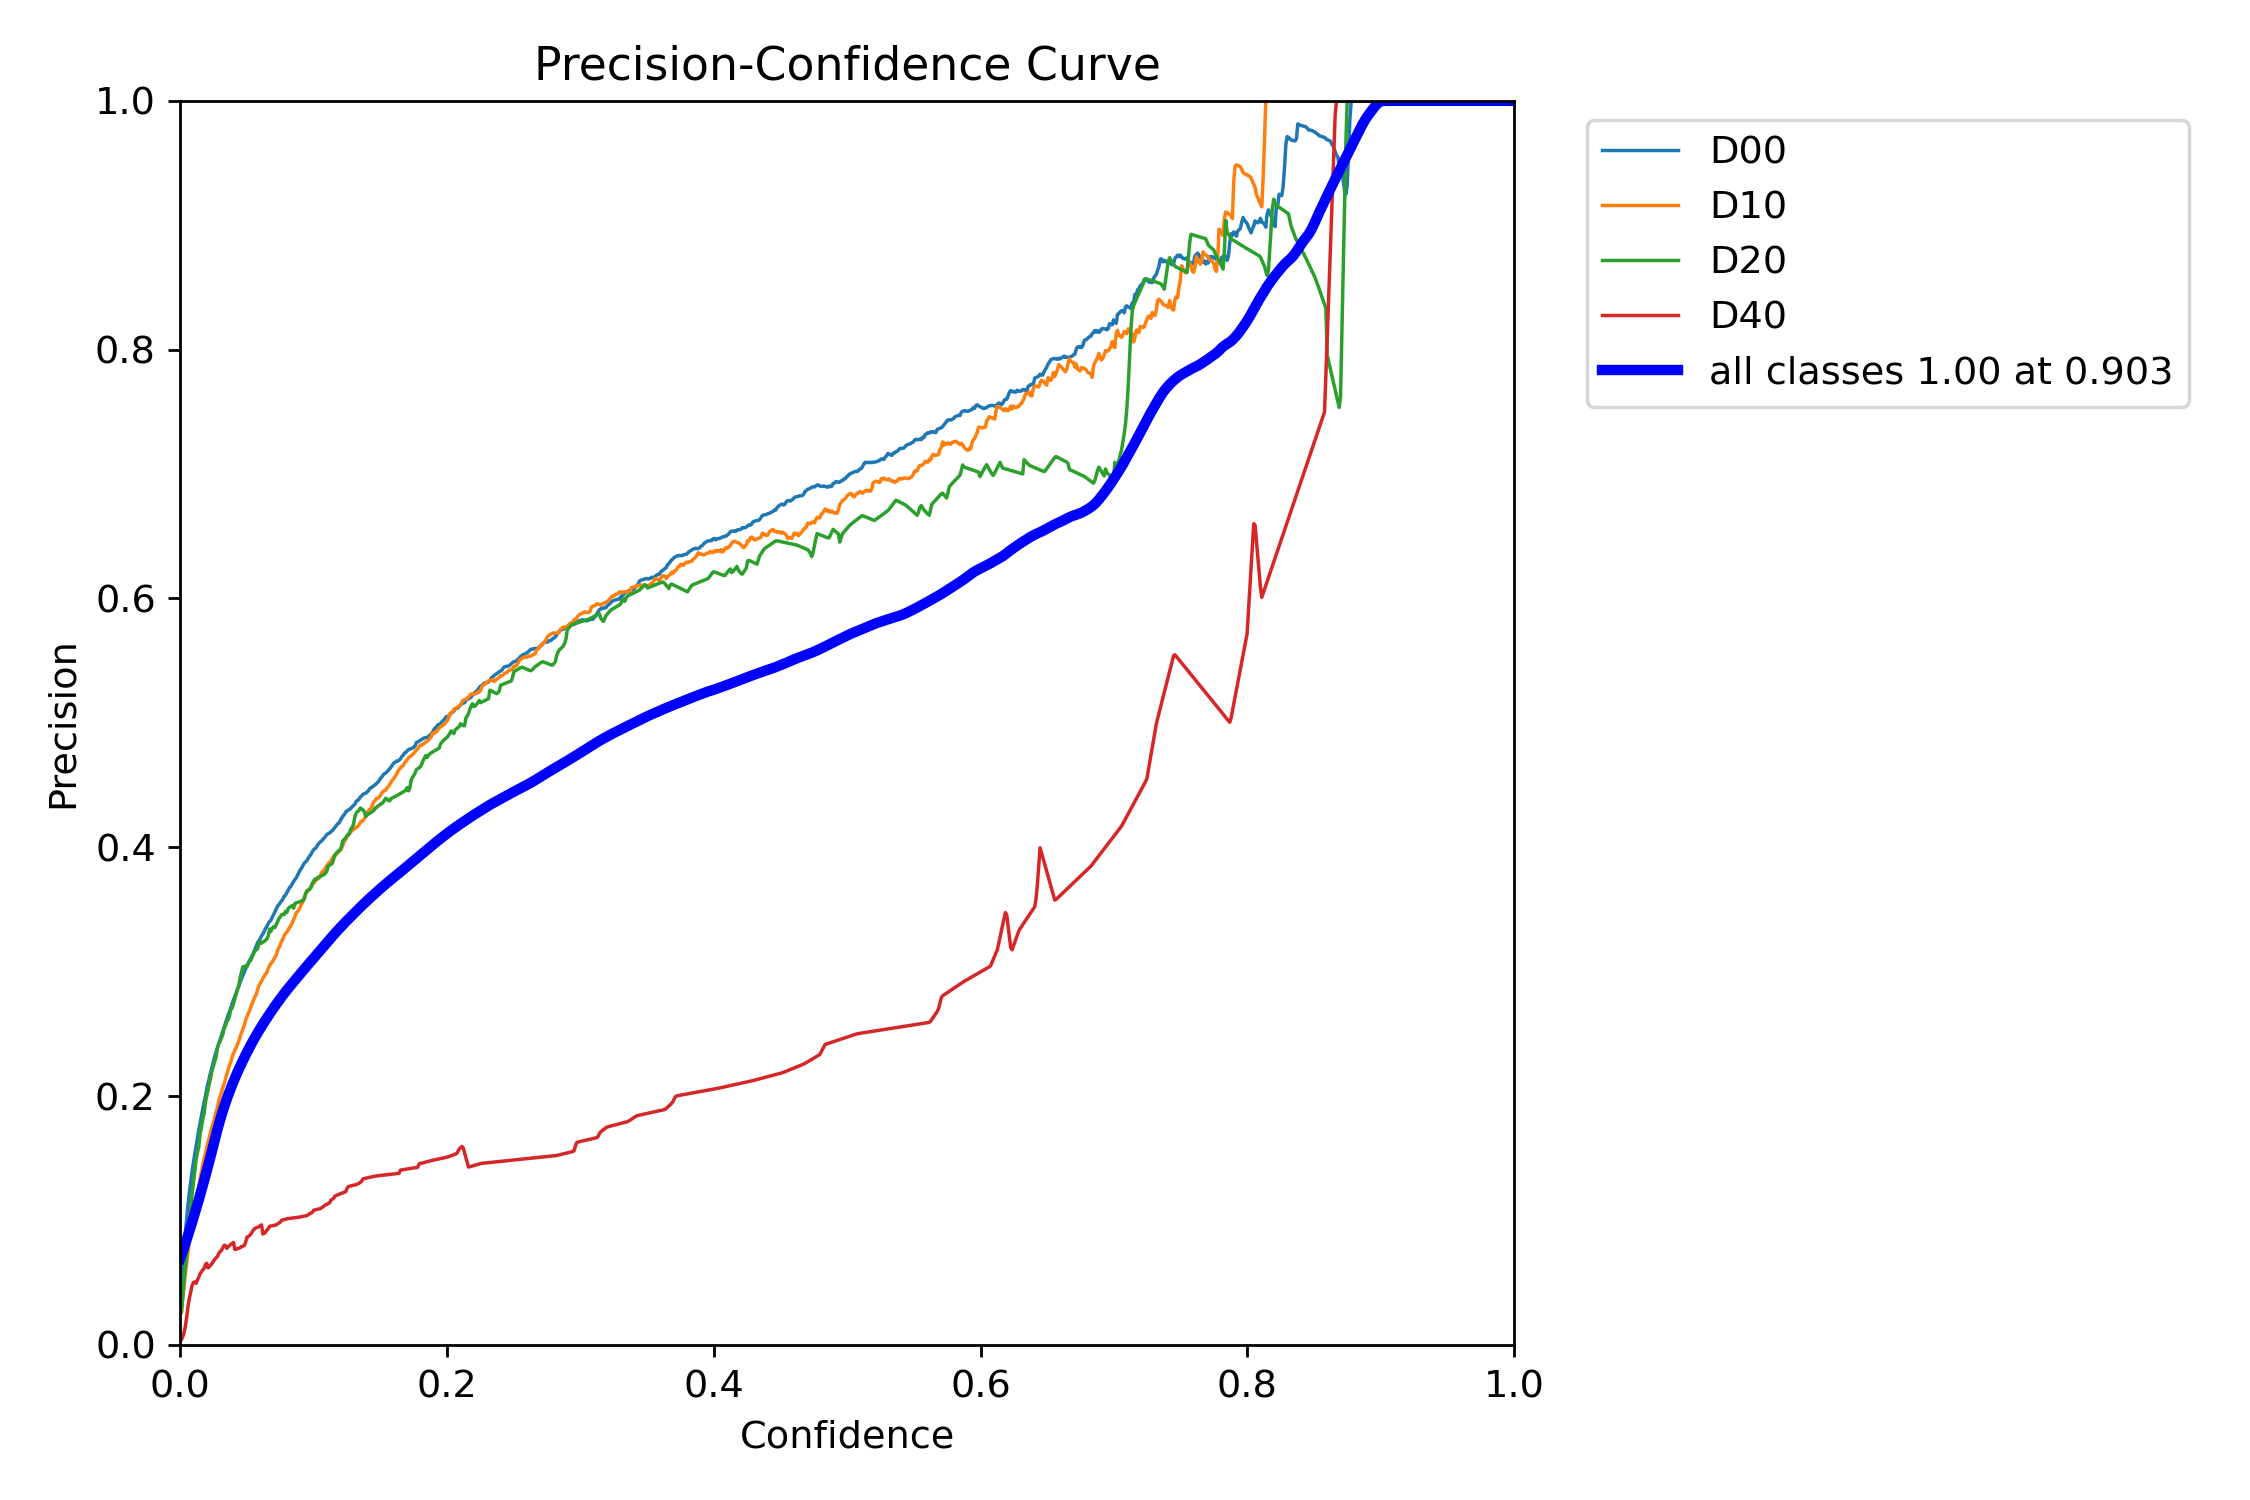 Precision-Confidence Curve
1.0
0.8
0.6
0.4
0.2
0.0
Precision
0.0 0.2 0.4 0.6 0.8 1.0
Confidence
D00
D10
D20
D40
all classes 1.00 at 0.903